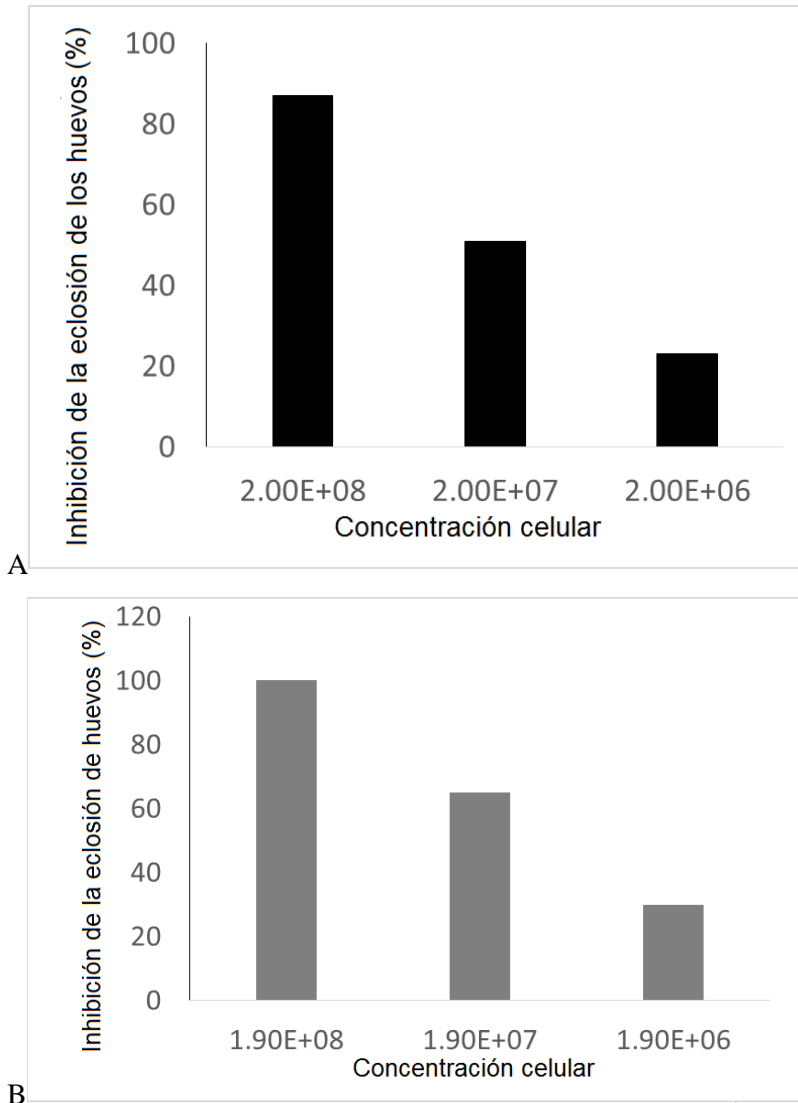 Inhibición de la eclosión de los huevos (%)
100
80
60
40
20
0
2.00E+08 2.00E+07 2.00E+06
Concentración celular
A
Inhibición de la eclosión de huevos (%)
120
100
80
60
40
20
0
1.90E+08 1.90E+07 1.90E+06
Concentración celular
B